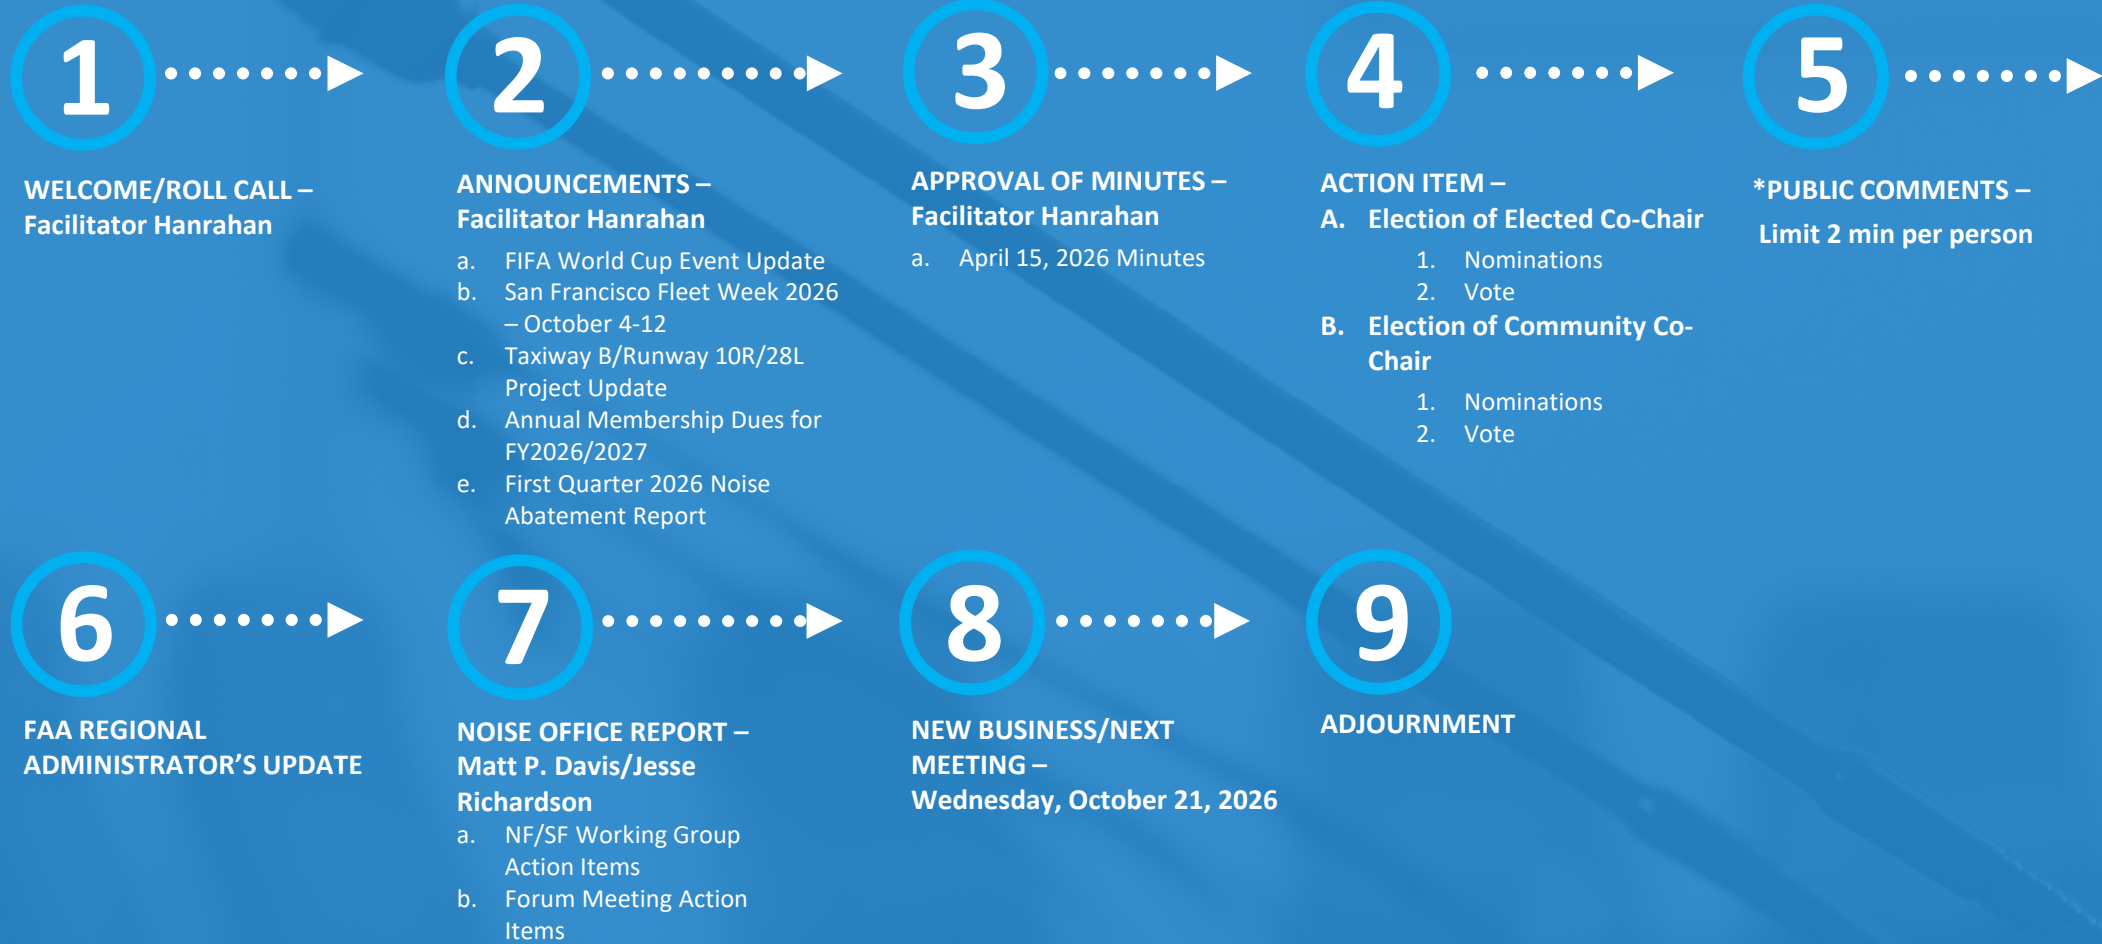 1
WELCOME/ROLL CALL –
Facilitator Hanrahan
2
ANNOUNCEMENTS –
Facilitator Hanrahan
a. FIFA World Cup Event Update
b. San Francisco Fleet Week 2026
– October 4-12
c. Taxiway B/Runway 10R/28L
Project Update
d. Annual Membership Dues for
FY2026/2027
e. First Quarter 2026 Noise
Abatement Report
3
APPROVAL OF MINUTES –
Facilitator Hanrahan
a. April 15, 2026 Minutes
4
ACTION ITEM –
A. Election of Elected Co-Chair
1. Nominations
2. Vote
B. Election of Community Co-
Chair
1. Nominations
2. Vote
5
*PUBLIC COMMENTS –
Limit 2 min per person
6
FAA REGIONAL
ADMINISTRATOR’S UPDATE
7
NOISE OFFICE REPORT –
Matt P. Davis/Jesse
Richardson
a. NF/SF Working Group
Action Items
b. Forum Meeting Action
Items
8
NEW BUSINESS/NEXT
MEETING –
Wednesday, October 21, 2026
9
ADJOURNMENT